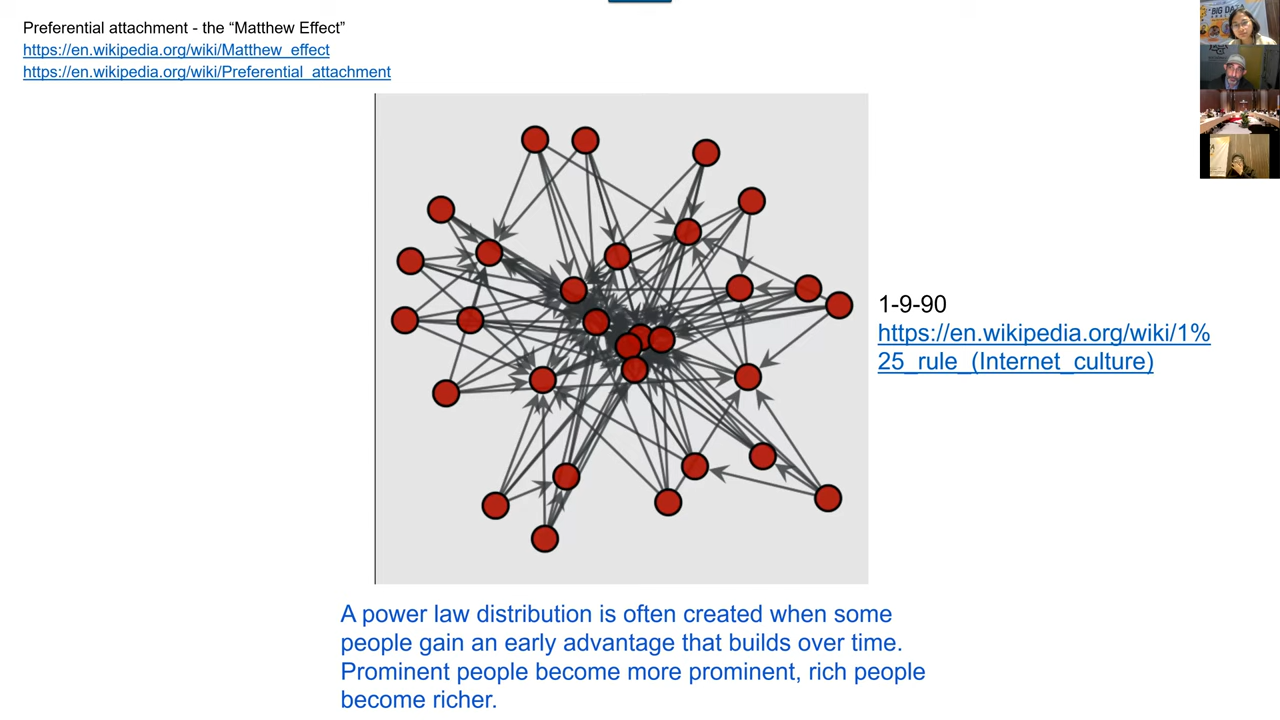 Preferential attachment - the “Matthew Effect”
https://en.wikipedia.org/wiki/Matthew_effect
https://en.wikipedia.org/wiki/Preferential_attachment
1-9-90
https://en.wikipedia.org/wiki/1%
25_rule_(Internet_culture)
A power law distribution is often created when some
people gain an early advantage that builds over time.
Prominent people become more prominent, rich people
become richer.
BIG DATA